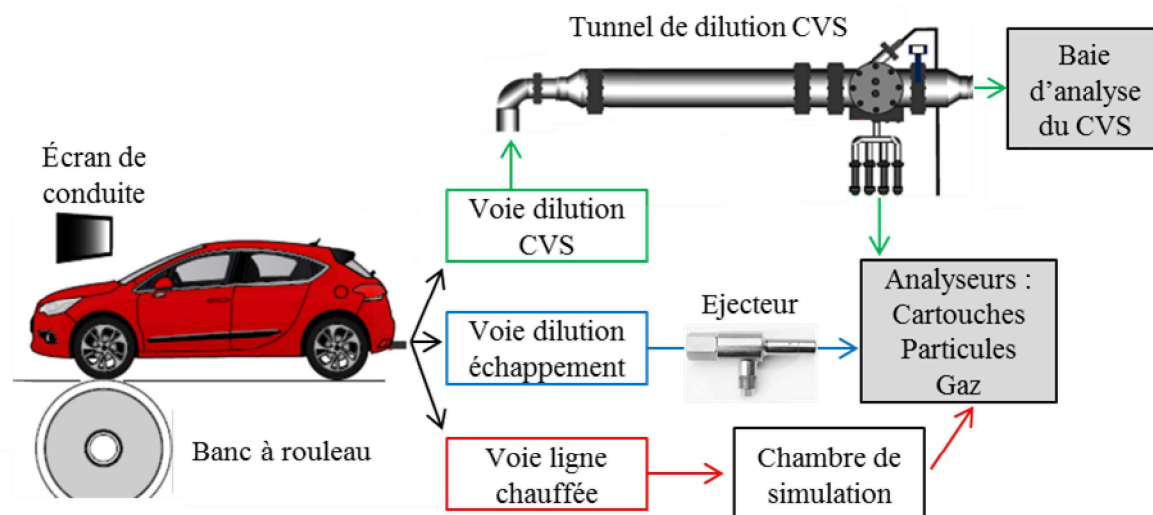 Tunnel de dilution CVS
Baie
d’analyse
du CVS
Écran de
conduite
Voie dilution
CVS
Analyseurs :
Cartouches
Particules
Gaz
Ejecteur
Voie dilution
échappement
Banc à rouleau
Voie ligne
chauffée
Chambre de
simulation